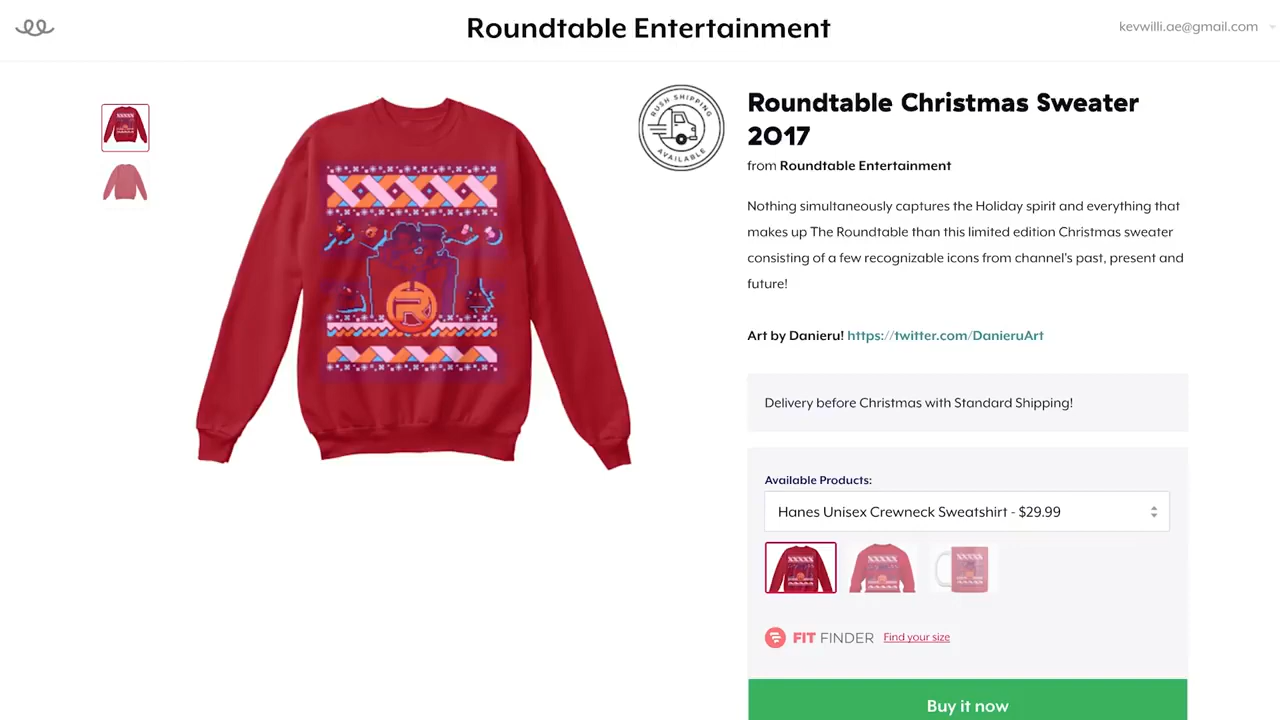 Roundtable Entertainment
kevwilli.ae@gmail.com
RUSH SHIPPING
AVAILABLE
Roundtable Christmas Sweater
2017
from Roundtable Entertainment
Nothing simultaneously captures the Holiday spirit and everything that
makes up The Roundtable than this limited edition Christmas sweater
consisting of a few recognizable icons from channel's past, present and
future!
Art by Danieru! https://twitter.com/DanieruArt
Delivery before Christmas with Standard Shipping!
Available Products:
Hanes Unisex Crewneck Sweatshirt - $29.99
FIT FINDER Find your size
Buy it now
R